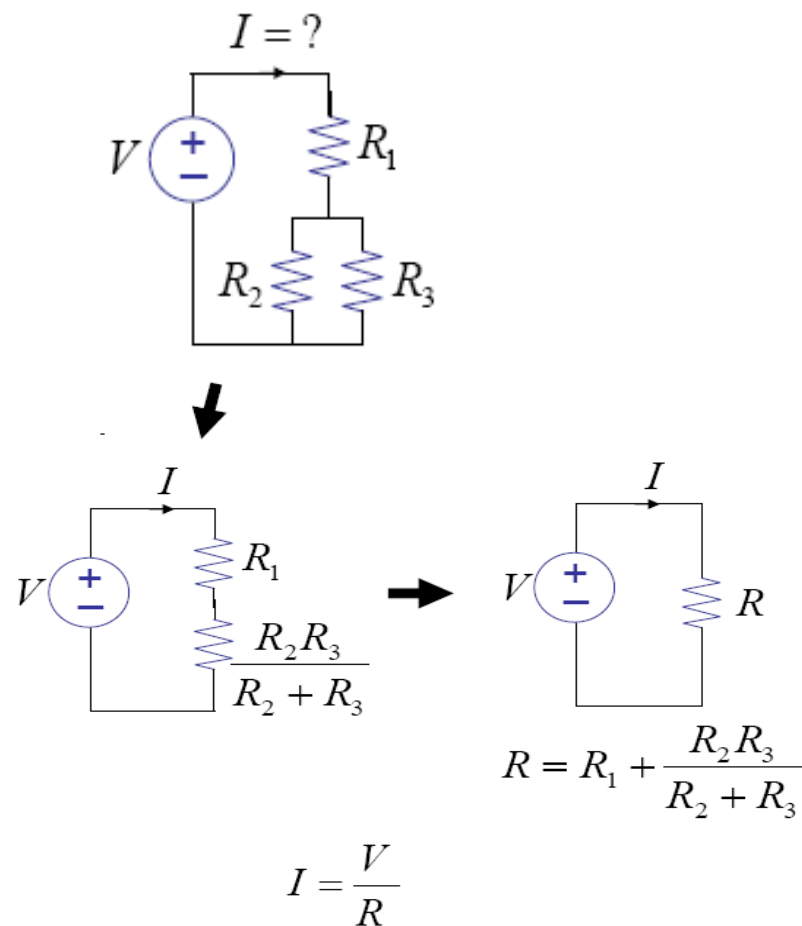 I = ?
V
+
−
R₁
R₂
R₃
I
V
+
−
R₁
R₂R₃
R₂ + R₃
I
V
+
−
R
R = R₁ + R₂R₃ / R₂ + R₃
I = V / R